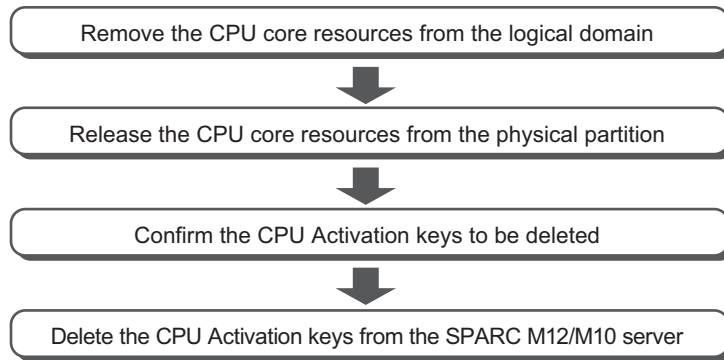 Remove the CPU core resources from the logical domain
Release the CPU core resources from the physical partition
Confirm the CPU Activation keys to be deleted
Delete the CPU Activation keys from the SPARC M12/M10 server